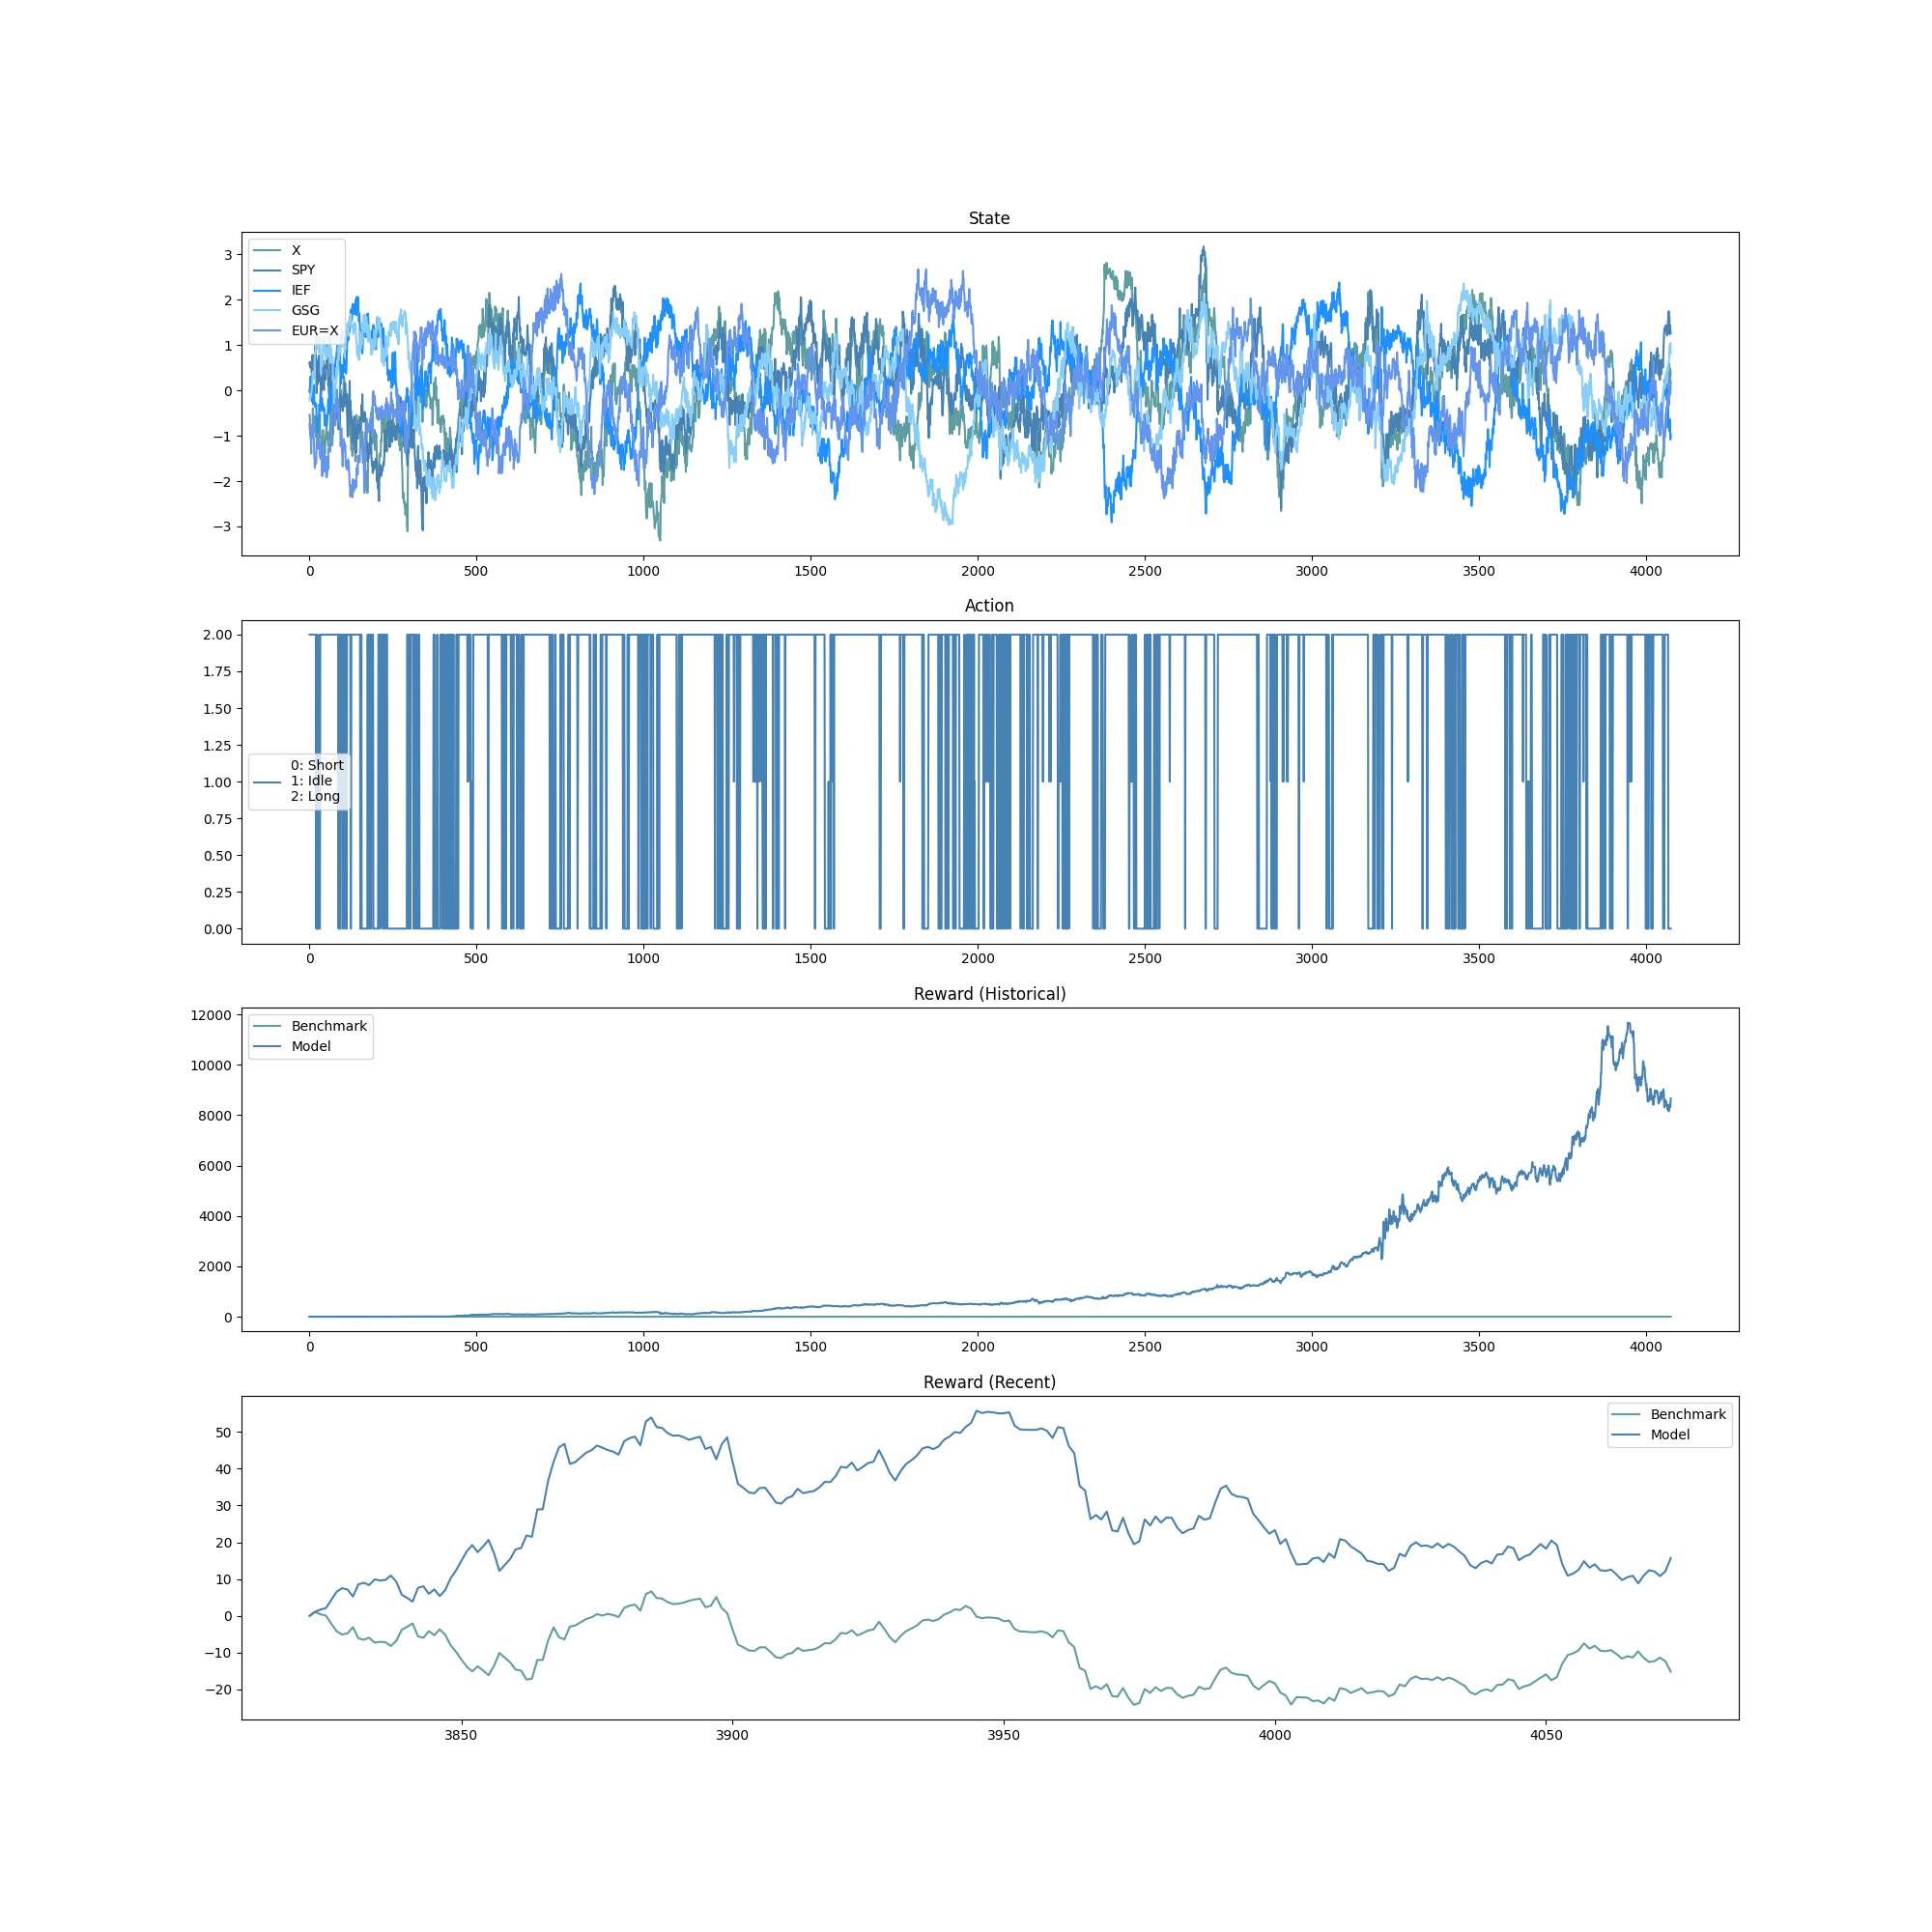 State
3
2
1
0
−1
−2
−3
X
SPY
IEF
GSG
EUR=X
0 500 1000 1500 2000 2500 3000 3500 4000
Action
2.00
1.75
1.50
1.25
1.00
0.75
0.50
0.25
0.00
0: Short
1: Idle
2: Long
0 500 1000 1500 2000 2500 3000 3500 4000
Reward (Historical)
12000
10000
8000
6000
4000
2000
0
Benchmark
Model
0 500 1000 1500 2000 2500 3000 3500 4000
Reward (Recent)
50
40
30
20
10
0
−10
−20
Benchmark
Model
3850 3900 3950 4000 4050